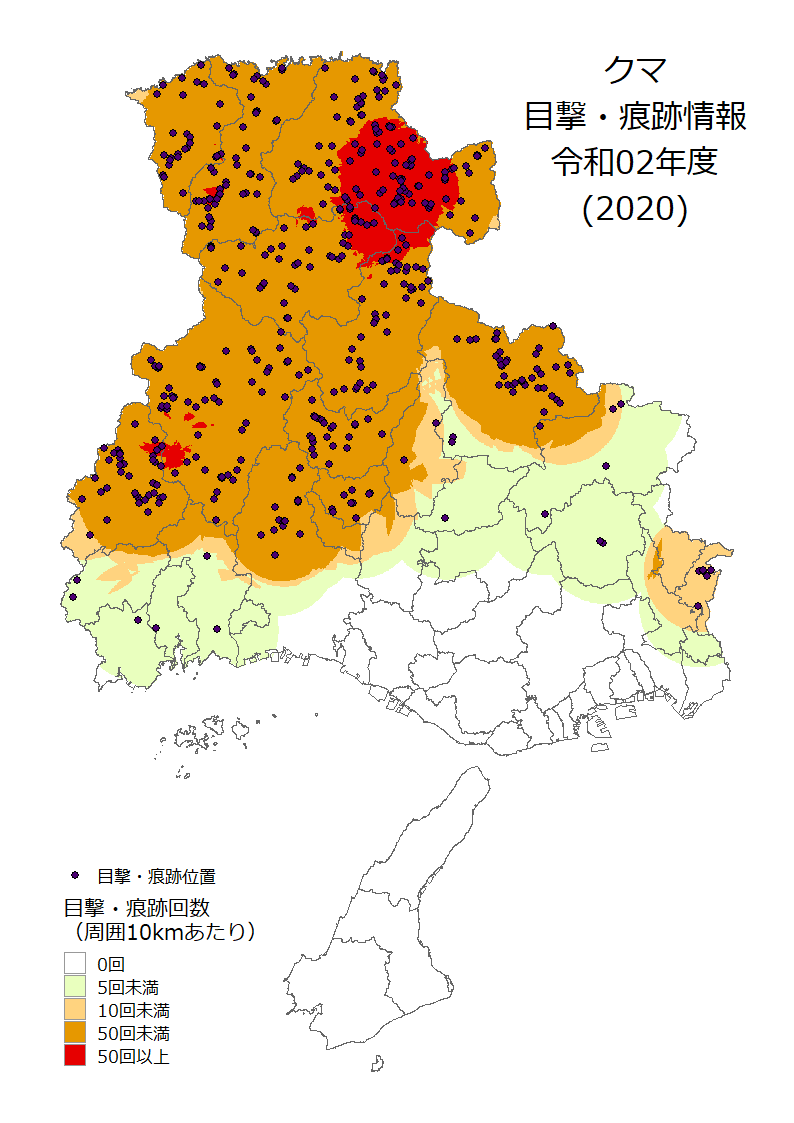 クマ
目撃・痕跡情報
令和02年度
(2020)
目撃・痕跡位置
目撃・痕跡回数
（周囲10kmあたり）
0回
5回未満
10回未満
50回未満
50回以上